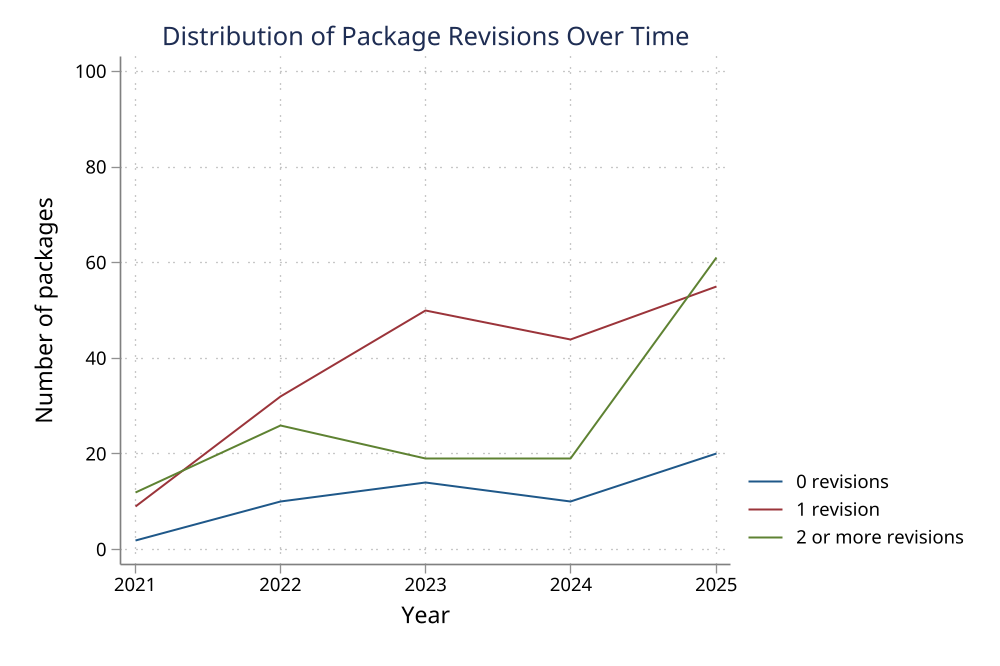 Distribution of Package Revisions Over Time
Number of packages
100
80
60
40
20
0
2021 2022 2023 2024 2025
Year
0 revisions
1 revision
2 or more revisions